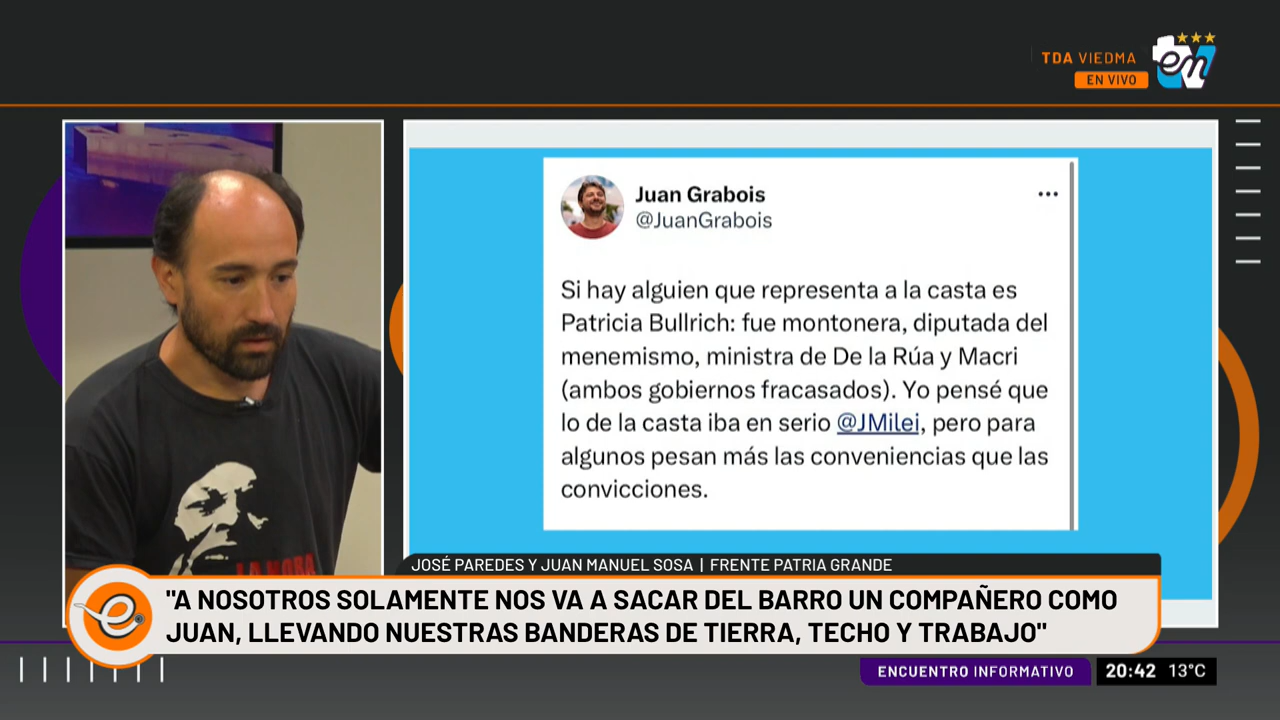 TDA VIEDMA
EN VIVO
en
Juan Grabois
@JuanGrabois
Si hay alguien que representa a la casta es
Patricia Bullrich: fue montonera, diputada del
menemismo, ministra de De la Rúa y Macri
(ambos gobiernos fracasados). Yo pensé que
lo de la casta iba en serio @JMilei, pero para
algunos pesan más las conveniencias que las
convicciones.
JOSÉ PAREDES Y JUAN MANUEL SOSA | FRENTE PATRIA GRANDE
e
"A NOSOTROS SOLAMENTE NOS VA A SACAR DEL BARRO UN COMPAÑERO COMO
JUAN, LLEVANDO NUESTRAS BANDERAS DE TIERRA, TECHO Y TRABAJO"
ENCUENTRO INFORMATIVO
20:42 13°C